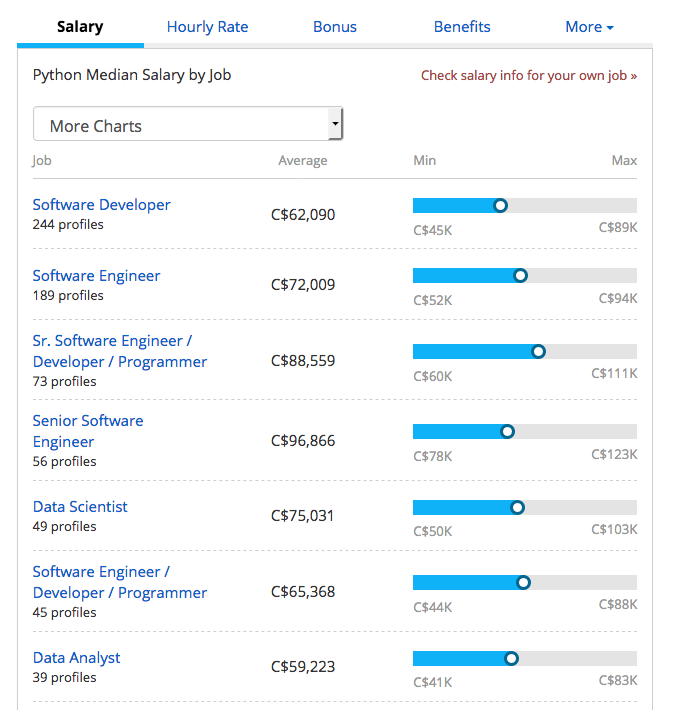 Salary Hourly Rate Bonus Benefits More
Python Median Salary by Job Check salary info for your own job »
More Charts
Job Average Min Max
Software Developer
244 profiles
C$62,090
C$45K C$89K
Software Engineer
189 profiles
C$72,009
C$52K C$94K
Sr. Software Engineer /
Developer / Programmer
73 profiles
C$88,559
C$60K C$111K
Senior Software
Engineer
56 profiles
C$96,866
C$78K C$123K
Data Scientist
49 profiles
C$75,031
C$50K C$103K
Software Engineer /
Developer / Programmer
45 profiles
C$65,368
C$44K C$88K
Data Analyst
39 profiles
C$59,223
C$41K C$83K